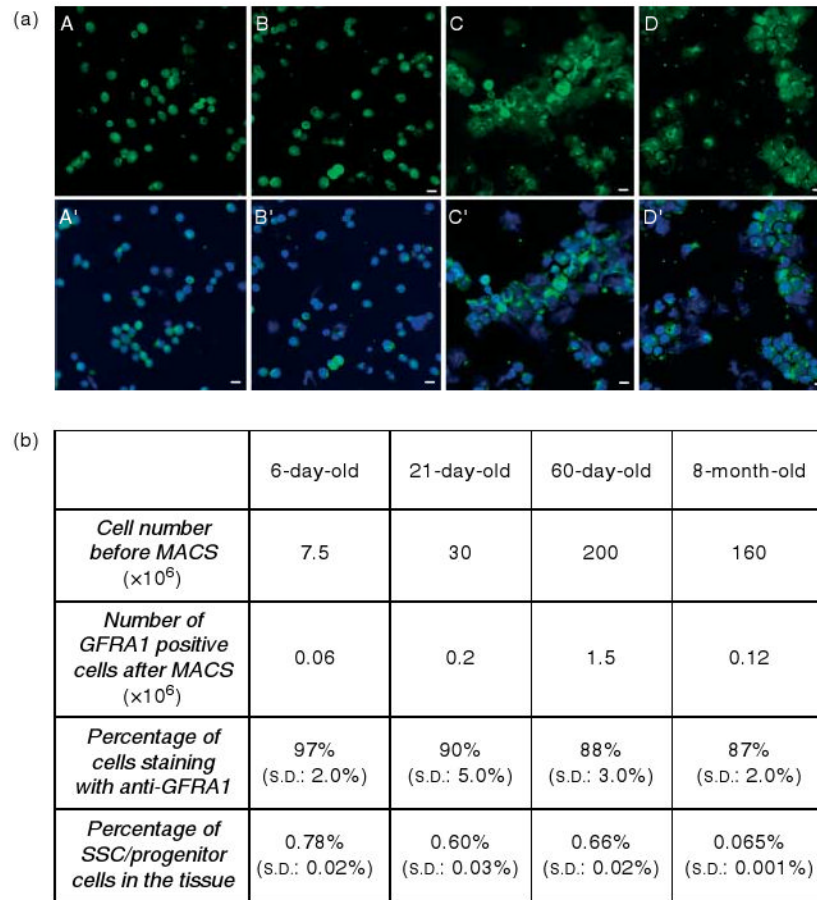 (a)
A
B
C
D
A'
B'
C'
D'
(b)
6-day-old
21-day-old
60-day-old
8-month-old
Cell number
before MACS
(×10⁶)
7.5
30
200
160
Number of
GFRA1 positive
cells after MACS
(×10⁶)
0.06
0.2
1.5
0.12
Percentage of
cells staining
with anti-GFRA1
97%
(S.D.: 2.0%)
90%
(S.D.: 5.0%)
88%
(S.D.: 3.0%)
87%
(S.D.: 2.0%)
Percentage of
SSC/progenitor
cells in the tissue
0.78%
(S.D.: 0.02%)
0.60%
(S.D.: 0.03%)
0.66%
(S.D.: 0.02%)
0.065%
(S.D.: 0.001%)